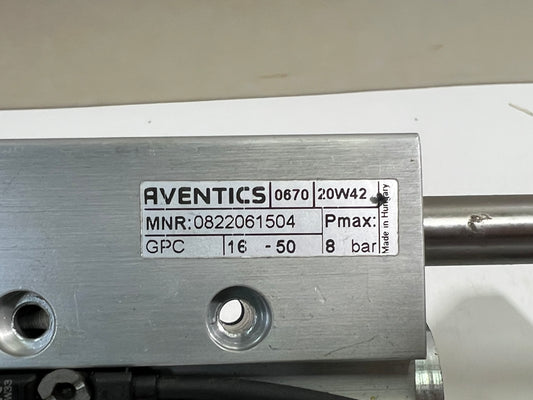 AVENTICS 0670 20W42
MNR: 0822061504 Pmax:
GPC 16 - 50 8 bar
Made in Hungary